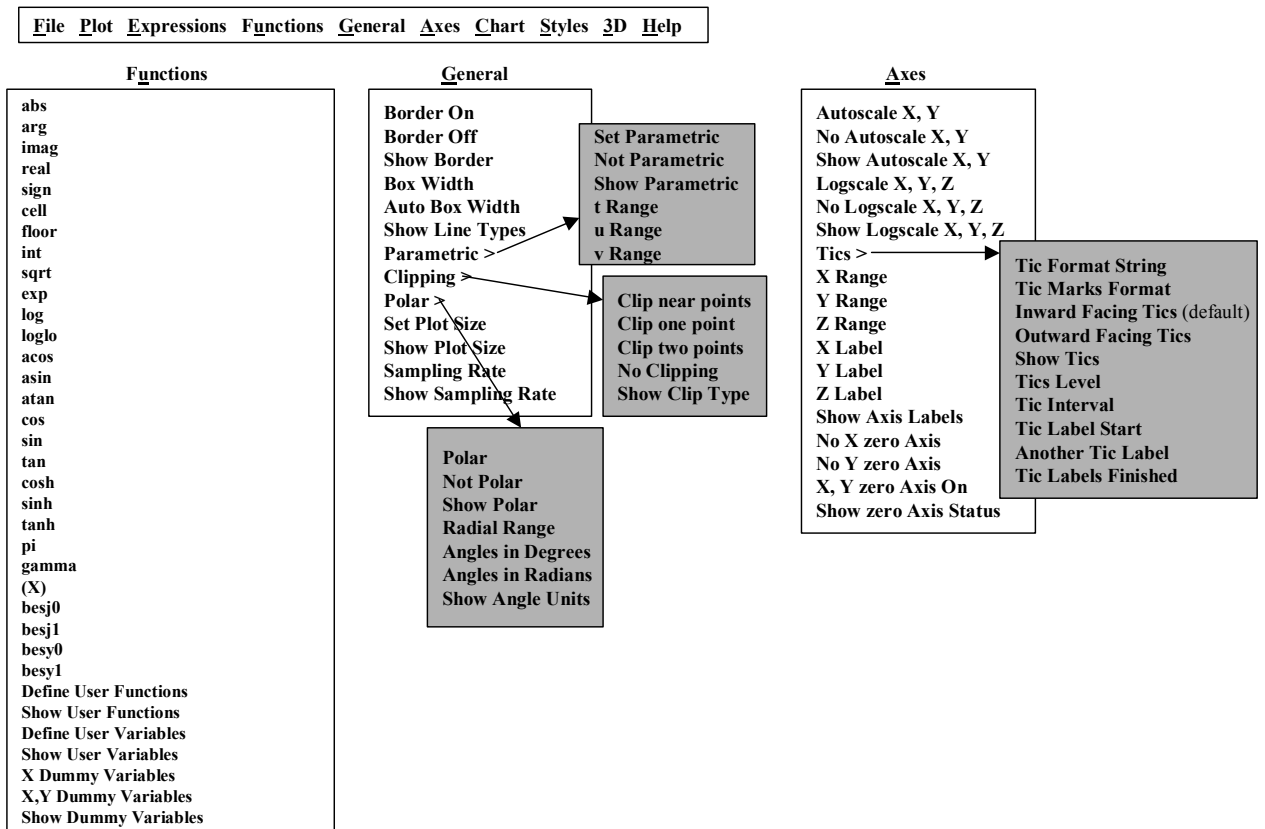 File Plot Expressions Functions General Axes Chart Styles 3D Help
Functions
abs
arg
imag
real
sign
cell
floor
int
sqrt
exp
log
loglo
acos
asin
atan
cos
sin
tan
cosh
sinh
tanh
pi
gamma
(X)
besj0
besj1
besy0
besy1
Define User Functions
Show User Functions
Define User Variables
Show User Variables
X Dummy Variables
X,Y Dummy Variables
Show Dummy Variables
General
Border On
Border Off
Show Border
Box Width
Auto Box Width
Show Line Types
Parametric >
Clipping >
Polar >
Set Plot Size
Show Plot Size
Sampling Rate
Show Sampling Rate
Set Parametric
Not Parametric
Show Parametric
t Range
u Range
v Range
Clip near points
Clip one point
Clip two points
No Clipping
Show Clip Type
Polar
Not Polar
Show Polar
Radial Range
Angles in Degrees
Angles in Radians
Show Angle Units
Axes
Autoscale X, Y
No Autoscale X, Y
Show Autoscale X, Y
Logscale X, Y, Z
No Logscale X, Y, Z
Show Logscale X, Y, Z
Tics >
X Range
Y Range
Z Range
X Label
Y Label
Z Label
Show Axis Labels
No X zero Axis
No Y zero Axis
X, Y zero Axis On
Show zero Axis Status
Tic Format String
Tic Marks Format
Inward Facing Tics (default)
Outward Facing Tics
Show Tics
Tics Level
Tic Interval
Tic Label Start
Another Tic Label
Tic Labels Finished